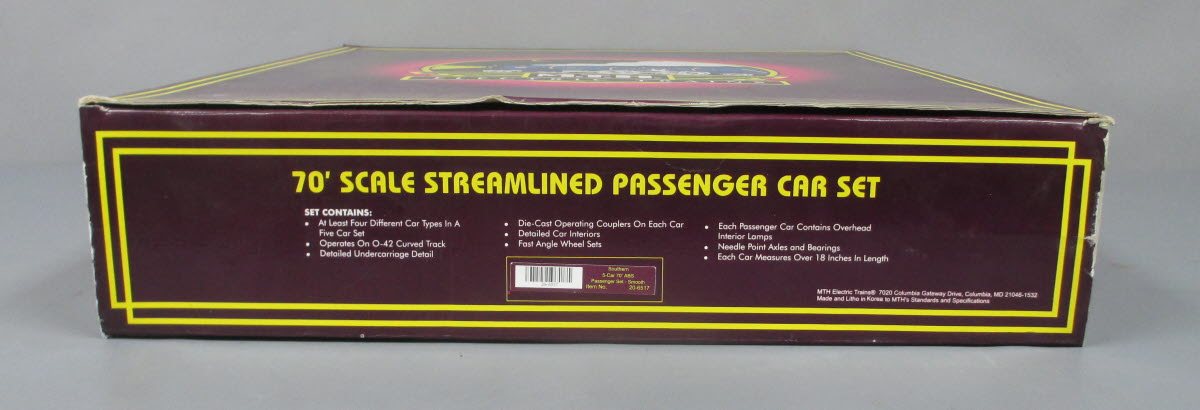 70' SCALE STREAMLINED PASSENGER CAR SET
SET CONTAINS:
• At Least Four Different Car Types In A
Five Car Set
• Operates On O-42 Curved Track
• Detailed Undercarriage Detail
• Die-Cast Operating Couplers On Each Car
• Detailed Car Interiors
• Fast Angle Wheel Sets
• Each Passenger Car Contains Overhead
Interior Lamps
• Needle Point Axles and Bearings
• Each Car Measures Over 18 Inches In Length
Southern
5-Car 70' ABS
Passenger Set - Smooth
Item No. 20-6517
MTH Electric Trains® 7020 Columbia Gateway Drive, Columbia, MD 21046-1532
Made and Litho in Korea to MTH's Standards and Specifications